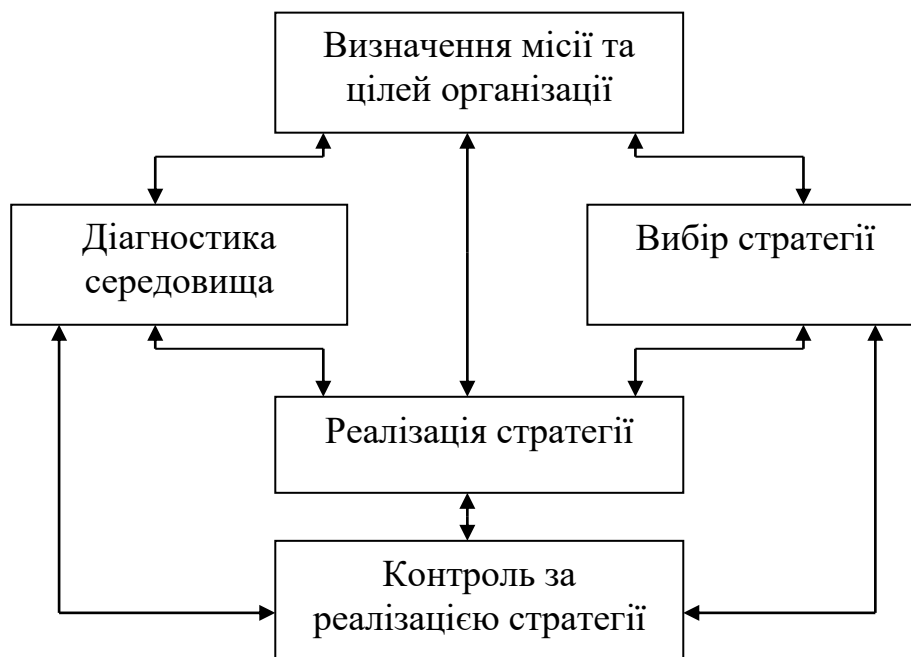 Визначення місії та
цілей організації
Діагностика
середовища
Вибір стратегії
Реалізація стратегії
Контроль за
реалізацією стратегії